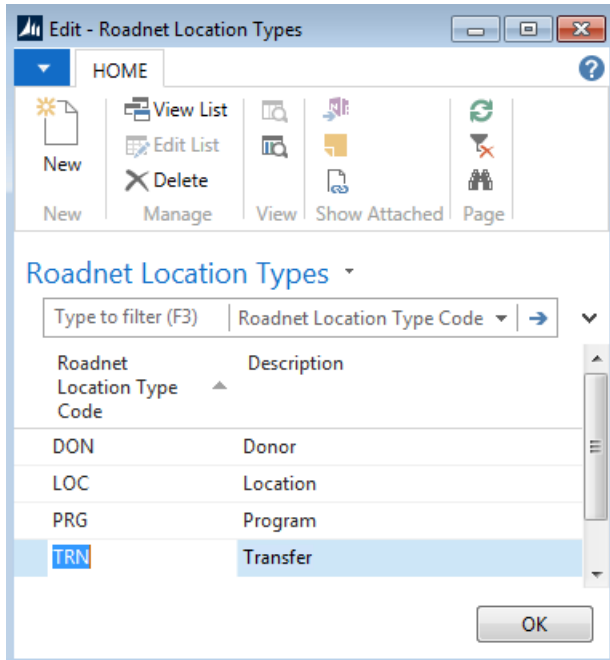 Edit - Roadnet Location Types
HOME
New
View List
Edit List
Delete
New
Manage
View
Show Attached
Page
Roadnet Location Types
Type to filter (F3)
Roadnet Location Type Code
Roadnet
Location Type
Code
Description
DON Donor
LOC Location
PRG Program
TRN Transfer
OK